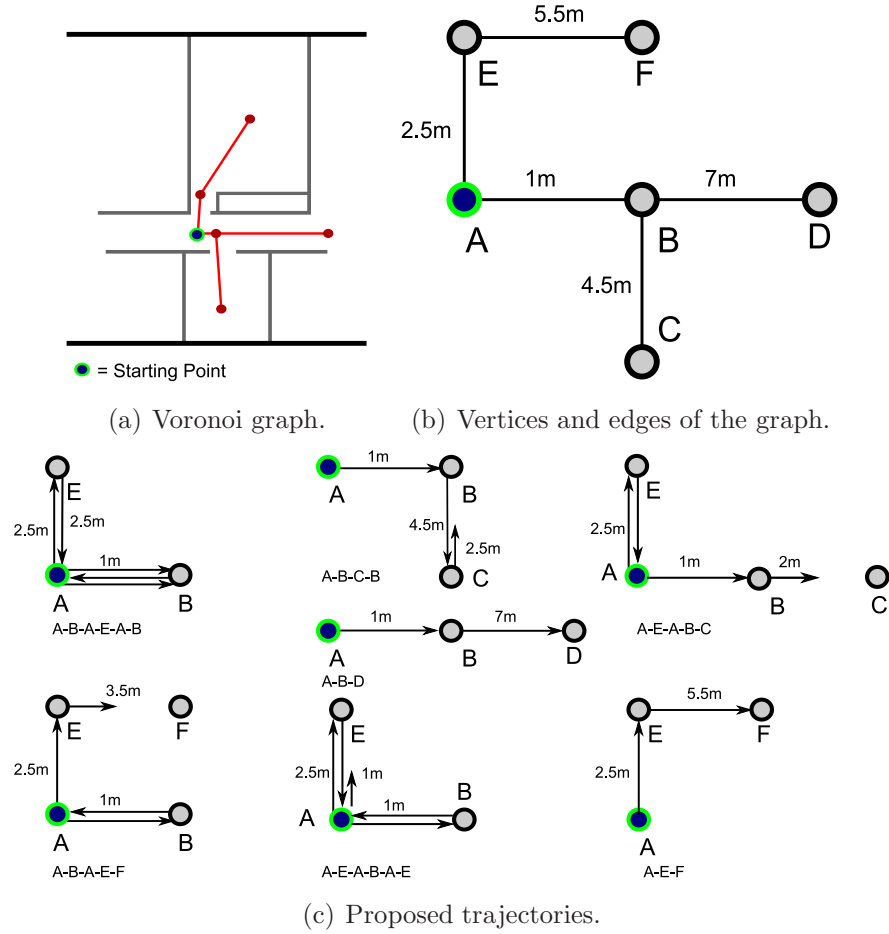 = Starting Point
(a) Voronoi graph.
5.5m
E
F
2.5m
1m
7m
A
B
D
4.5m
C
(b) Vertices and edges of the graph.
E
2.5m
2.5m
1m
A
B
A-B-A-E-A-B
1m
A
B
4.5m
2.5m
C
A-B-C-B
1m
7m
A
B
D
A-B-D
E
2.5m
A
1m
2m
B
C
A-E-A-B-C
3.5m
E
F
2.5m
1m
A
B
A-B-A-E-F
E
2.5m
1m
B
A
1m
A-E-A-B-A-E
5.5m
E
F
2.5m
A
A-E-F
(c) Proposed trajectories.